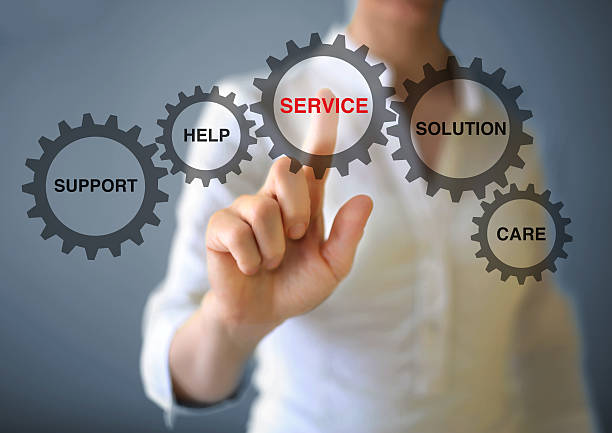 SUPPORT
HELP
SERVICE
SOLUTION
CARE